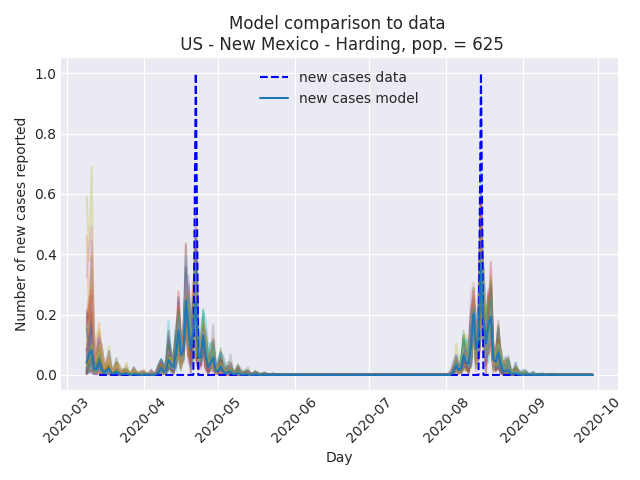 Model comparison to data
US - New Mexico - Harding, pop. = 625
new cases data
new cases model
Number of new cases reported
1.0
0.8
0.6
0.4
0.2
0.0
2020-03
2020-04
2020-05
2020-06
2020-07
2020-08
2020-09
2020-10
Day